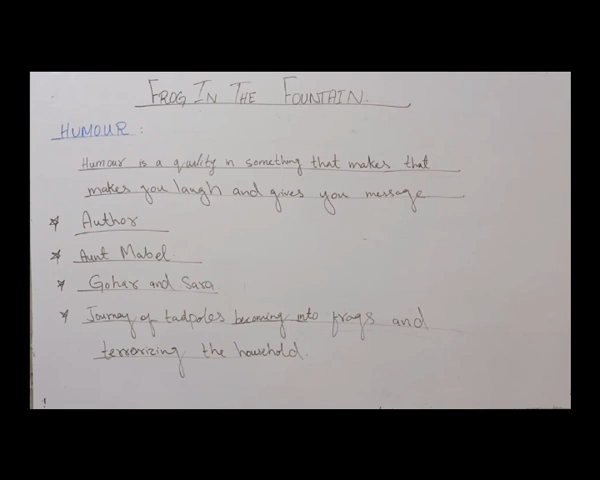 FROG IN THE FOUNTAIN.
HUMOUR :
Humour is a quality in something that makes that
makes you laugh and gives you message
* Author
* Aunt Mabel.
* Gohar and Sara.
* Journey of tadpoles becoming into frogs and
terrorizing the household.